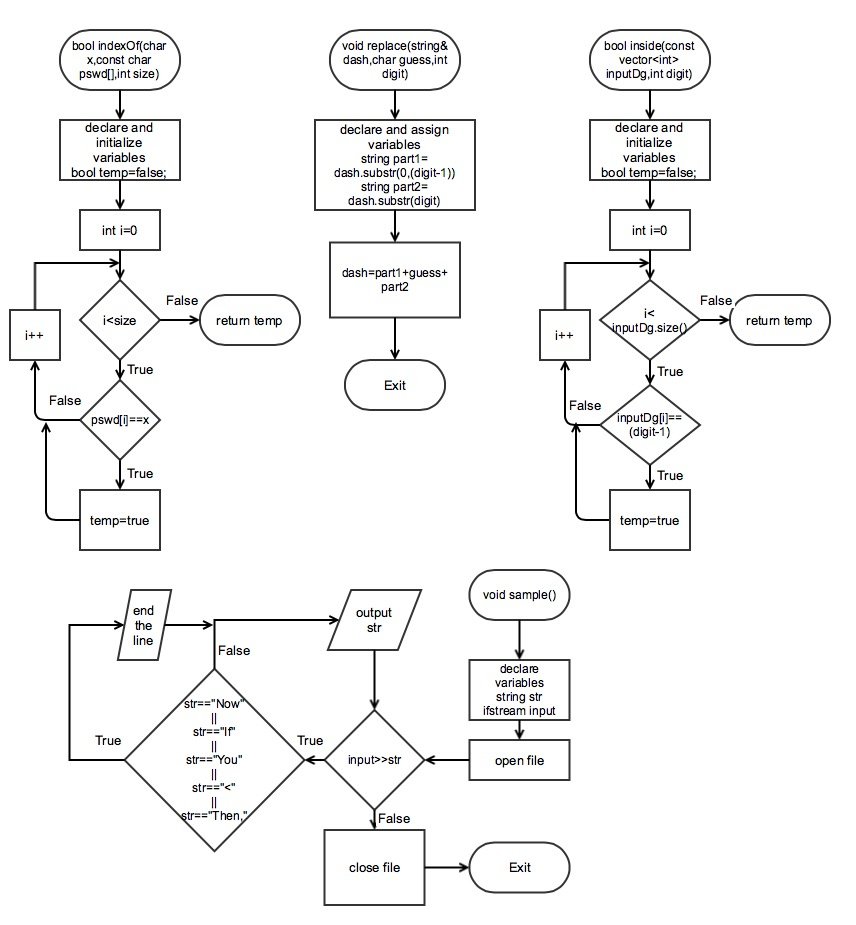 bool indexOf(char
x,const char
pswd[],int size)
declare and
initialize
variables
bool temp=false;
int i=0
i<size
False
return temp
i++
True
False
pswd[i]==x
True
temp=true
void replace(string&
dash,char guess,int
digit)
declare and assign
variables
string part1=
dash.substr(0,(digit-1))
string part2=
dash.substr(digit)
dash=part1+guess+
part2
Exit
bool inside(const
vector<int>
inputDg,int digit)
declare and
initialize
variables
bool temp=false;
int i=0
i<
inputDg.size()
False
return temp
i++
True
False
inputDg[i]==
(digit-1)
True
temp=true
void sample()
declare
variables
string str
ifstream input
open file
input>>str
True
False
close file
Exit
str=="Now"
||
str=="If"
||
str=="You"
||
str=="<"
||
str=="Then,"
True
False
end
the
line
output
str